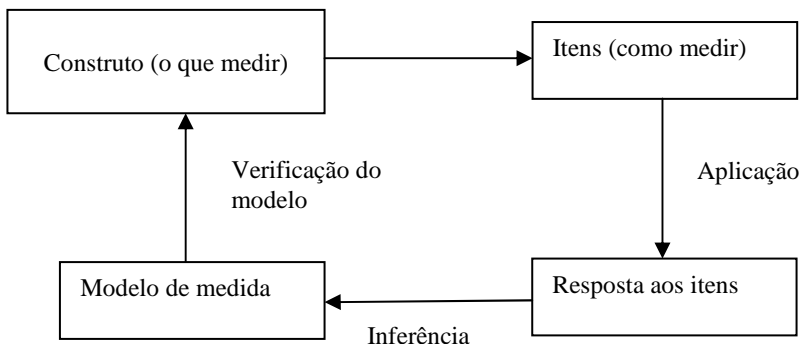 Construto (o que medir)
Itens (como medir)
Verificação do
modelo
Aplicação
Modelo de medida
Resposta aos itens
Inferência